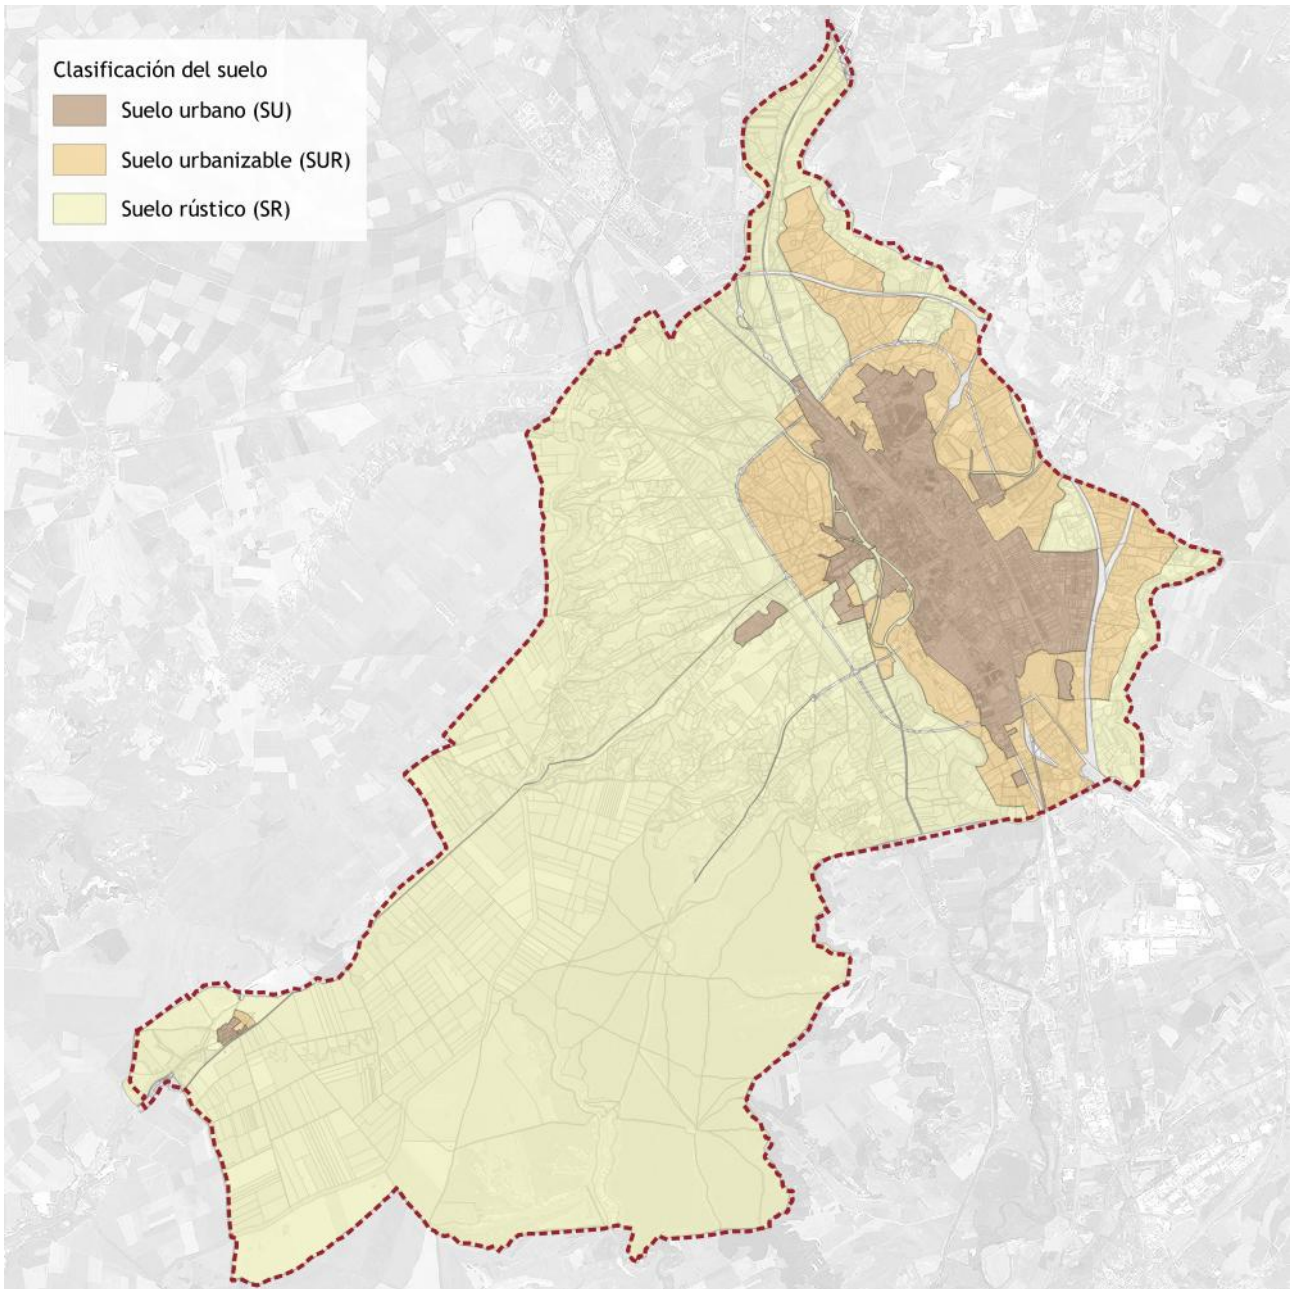 Clasificación del suelo
Suelo urbano (SU)
Suelo urbanizable (SUR)
Suelo rústico (SR)